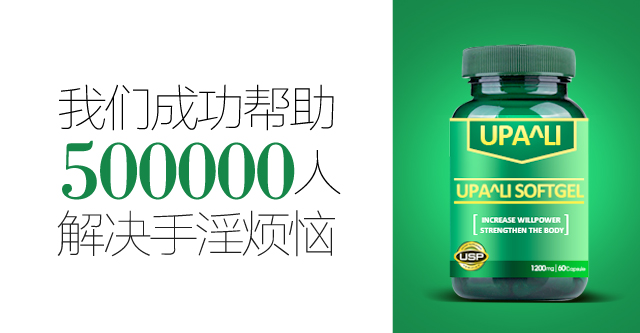 我们成功帮助
500000人
解决手淫烦恼
UPA^LI
UPA^LI SOFTGEL
INCREASE WILLPOWER
STRENGTHEN THE BODY
USP
1200mg | 60 Capsules